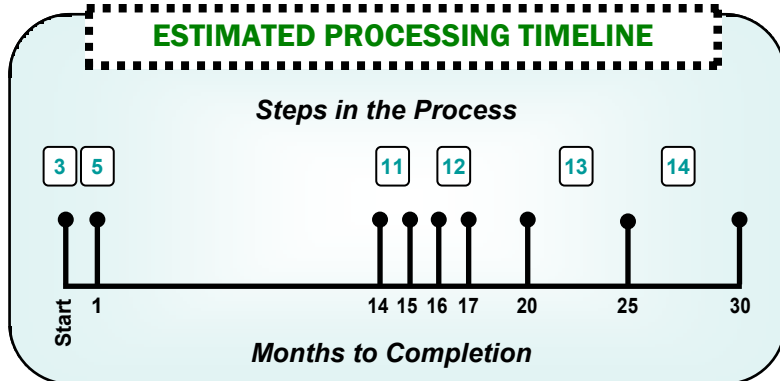 ESTIMATED PROCESSING TIMELINE
Steps in the Process
3 5 11 12 13 14
Start 1 14 15 16 17 20 25 30
Months to Completion